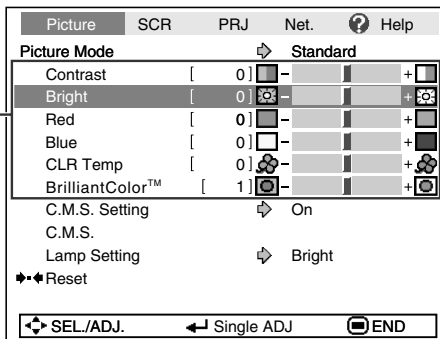 Picture SCR PRJ Net. ? Help
Picture Mode Standard
Contrast [ 0] - +
Bright [ 0] - +
Red [ 0] - +
Blue [ 0] - +
CLR Temp [ 0] - +
BrilliantColor™ [ 1] - +
C.M.S. Setting On
C.M.S.
Lamp Setting Bright
Reset
SEL./ADJ. Single ADJ END